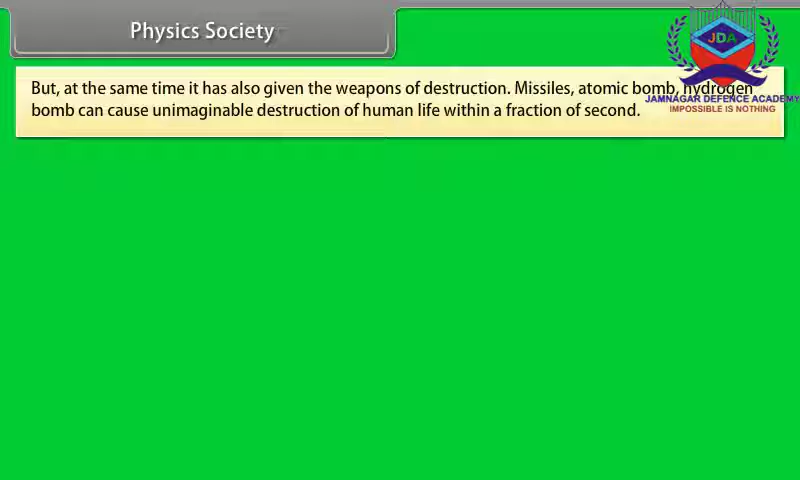 Physics Society
But, at the same time it has also given the weapons of destruction. Missiles, atomic bomb, hydrogen
bomb can cause unimaginable destruction of human life within a fraction of second.
JDA
JAMNAGAR DEFENCE ACADEMY
IMPOSSIBLE IS NOTHING